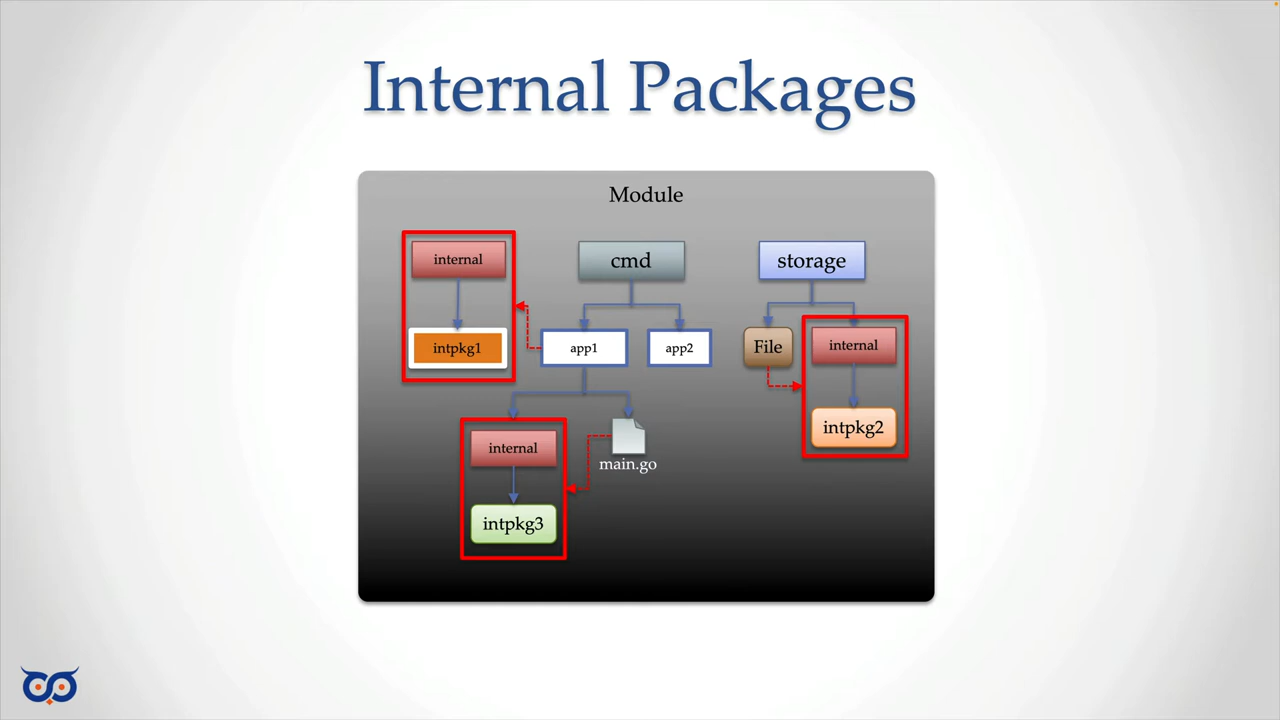 Internal Packages
Module
internal
cmd
storage
intpkg1
app1
app2
File
internal
intpkg2
internal
main.go
intpkg3